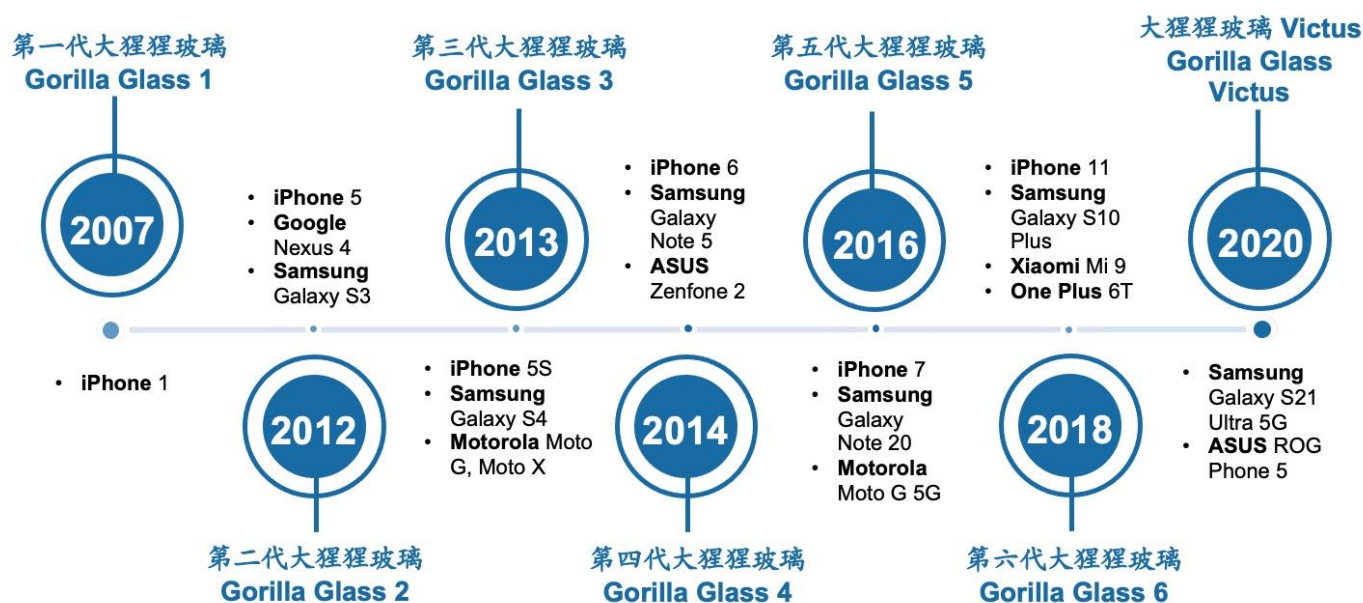 第一代大猩猩玻璃
Gorilla Glass 1
2007
• iPhone 1
• iPhone 5
• Google
Nexus 4
• Samsung
Galaxy S3
2012
第二代大猩猩玻璃
Gorilla Glass 2
第三代大猩猩玻璃
Gorilla Glass 3
2013
• iPhone 5S
• Samsung
Galaxy S4
• Motorola Moto
G, Moto X
• iPhone 6
• Samsung
Galaxy
Note 5
• ASUS
Zenfone 2
2014
第四代大猩猩玻璃
Gorilla Glass 4
第五代大猩猩玻璃
Gorilla Glass 5
2016
• iPhone 7
• Samsung
Galaxy
Note 20
• Motorola
Moto G 5G
• iPhone 11
• Samsung
Galaxy S10
Plus
• Xiaomi Mi 9
• One Plus 6T
2018
第六代大猩猩玻璃
Gorilla Glass 6
大猩猩玻璃 Victus
Gorilla Glass
Victus
2020
• Samsung
Galaxy S21
Ultra 5G
• ASUS ROG
Phone 5